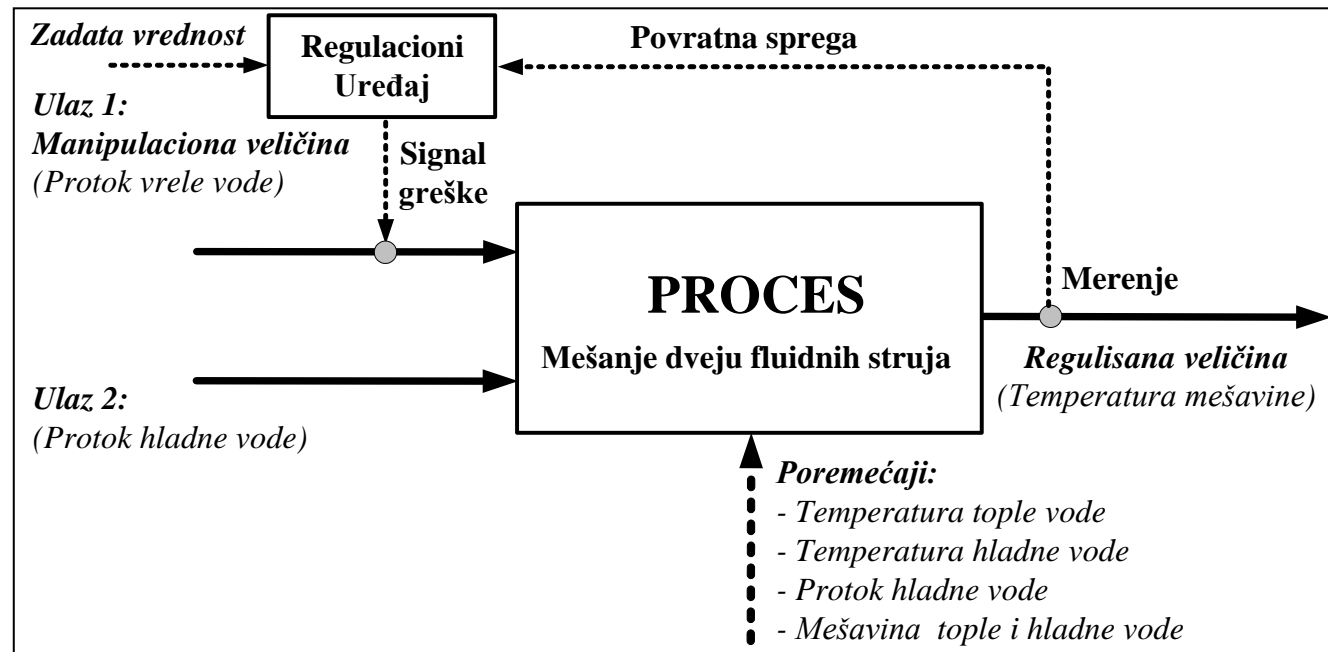 Zadata vrednost
Regulacioni
Uređaj
Povratna sprega
Ulaz 1:
Manipulaciona veličina
(Protok vrele vode)
Signal
greške
PROCES
Mešanje dveju fluidnih struja
Merenje
Regulisana veličina
(Temperatura mešavine)
Ulaz 2:
(Protok hladne vode)
Poremećaji:
- Temperatura tople vode
- Temperatura hladne vode
- Protok hladne vode
- Mešavina  tople i hladne vode